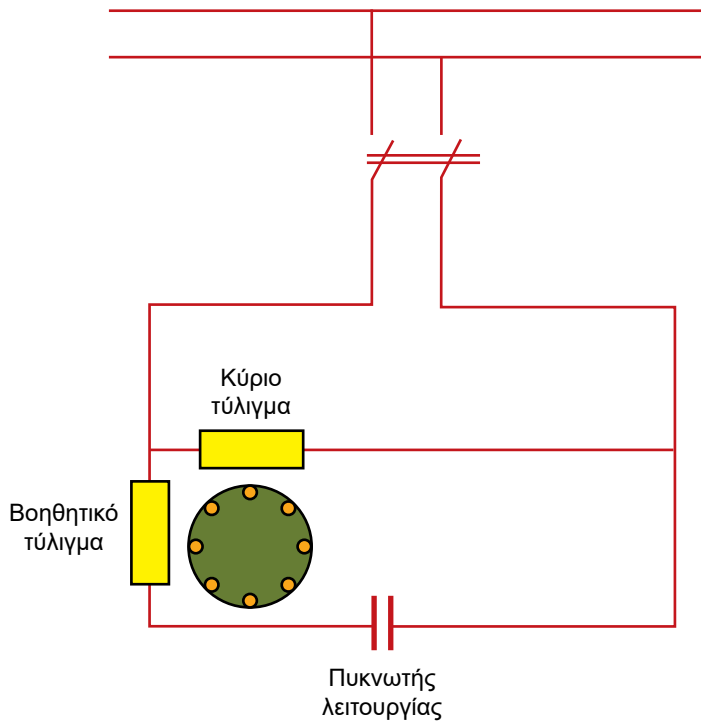 Κύριο
τύλιγμα
Βοηθητικό
τύλιγμα
Πυκνωτής
λειτουργίας